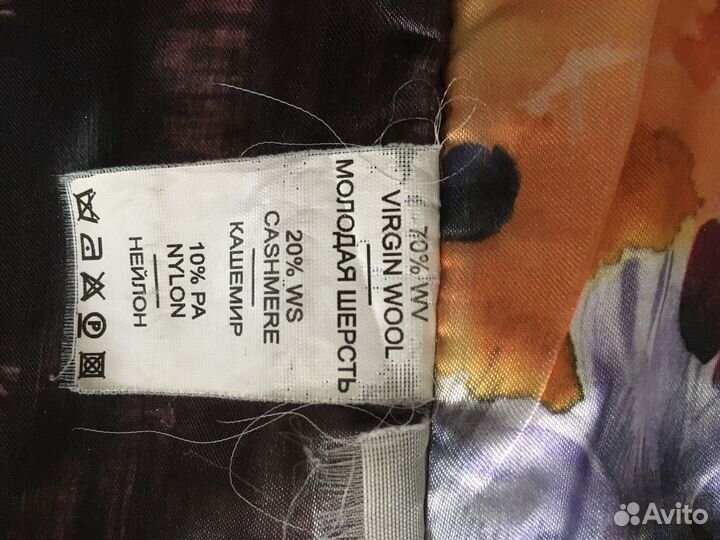 70% WV
VIRGIN WOOL
МОЛОДАЯ ШЕРСТЬ
20% WS
CASHMERE
КАШЕМИР
10% PA
NYLON
НЕЙЛОН
P
Avito